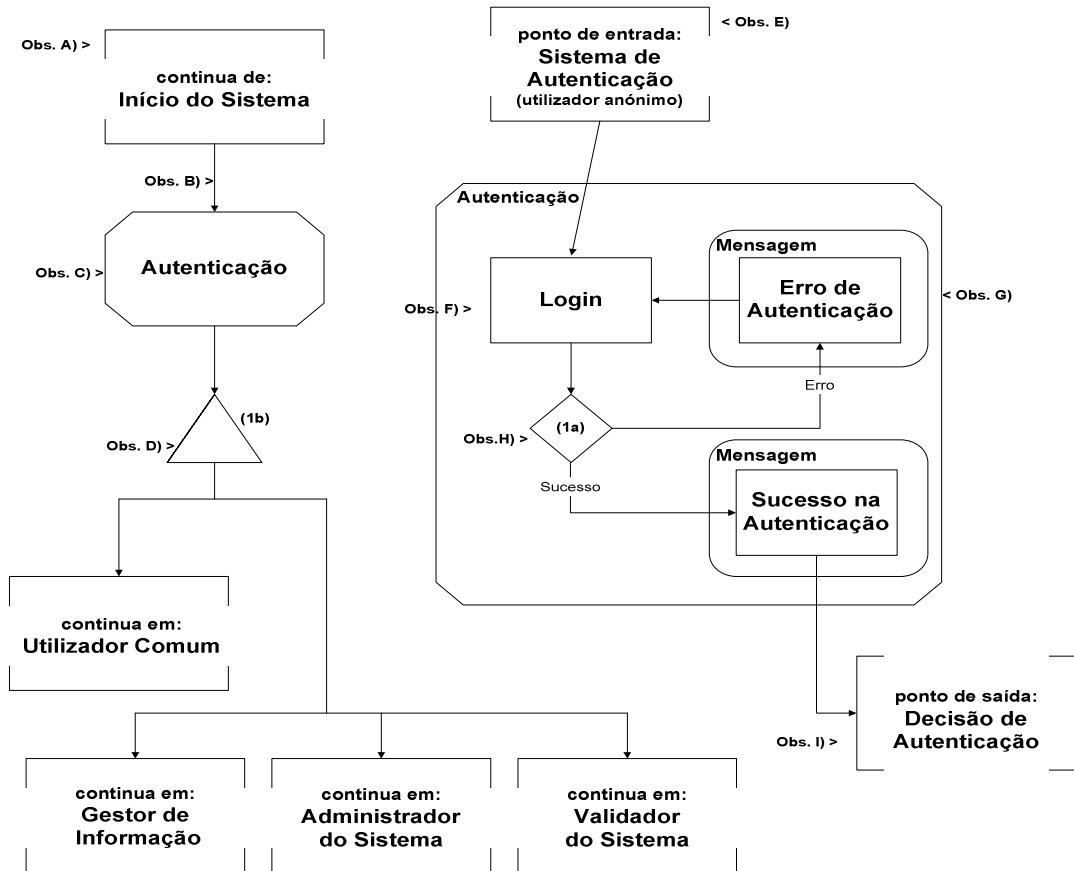 Obs. A) >
continua de:
Início do Sistema
Obs. B) >
Obs. C) >
Autenticação
(1b)
Obs. D) >
continua em:
Utilizador Comum
continua em:
Gestor de
Informação
continua em:
Administrador
do Sistema
continua em:
Validador
do Sistema
< Obs. E)
ponto de entrada:
Sistema de
Autenticação
(utilizador anónimo)
Autenticação
Mensagem
Login
Erro de
Autenticação
Obs. F) >
< Obs. G)
Erro
Obs.H) >
(1a)
Sucesso
Mensagem
Sucesso na
Autenticação
ponto de saída:
Decisão de
Autenticação
Obs. I) >